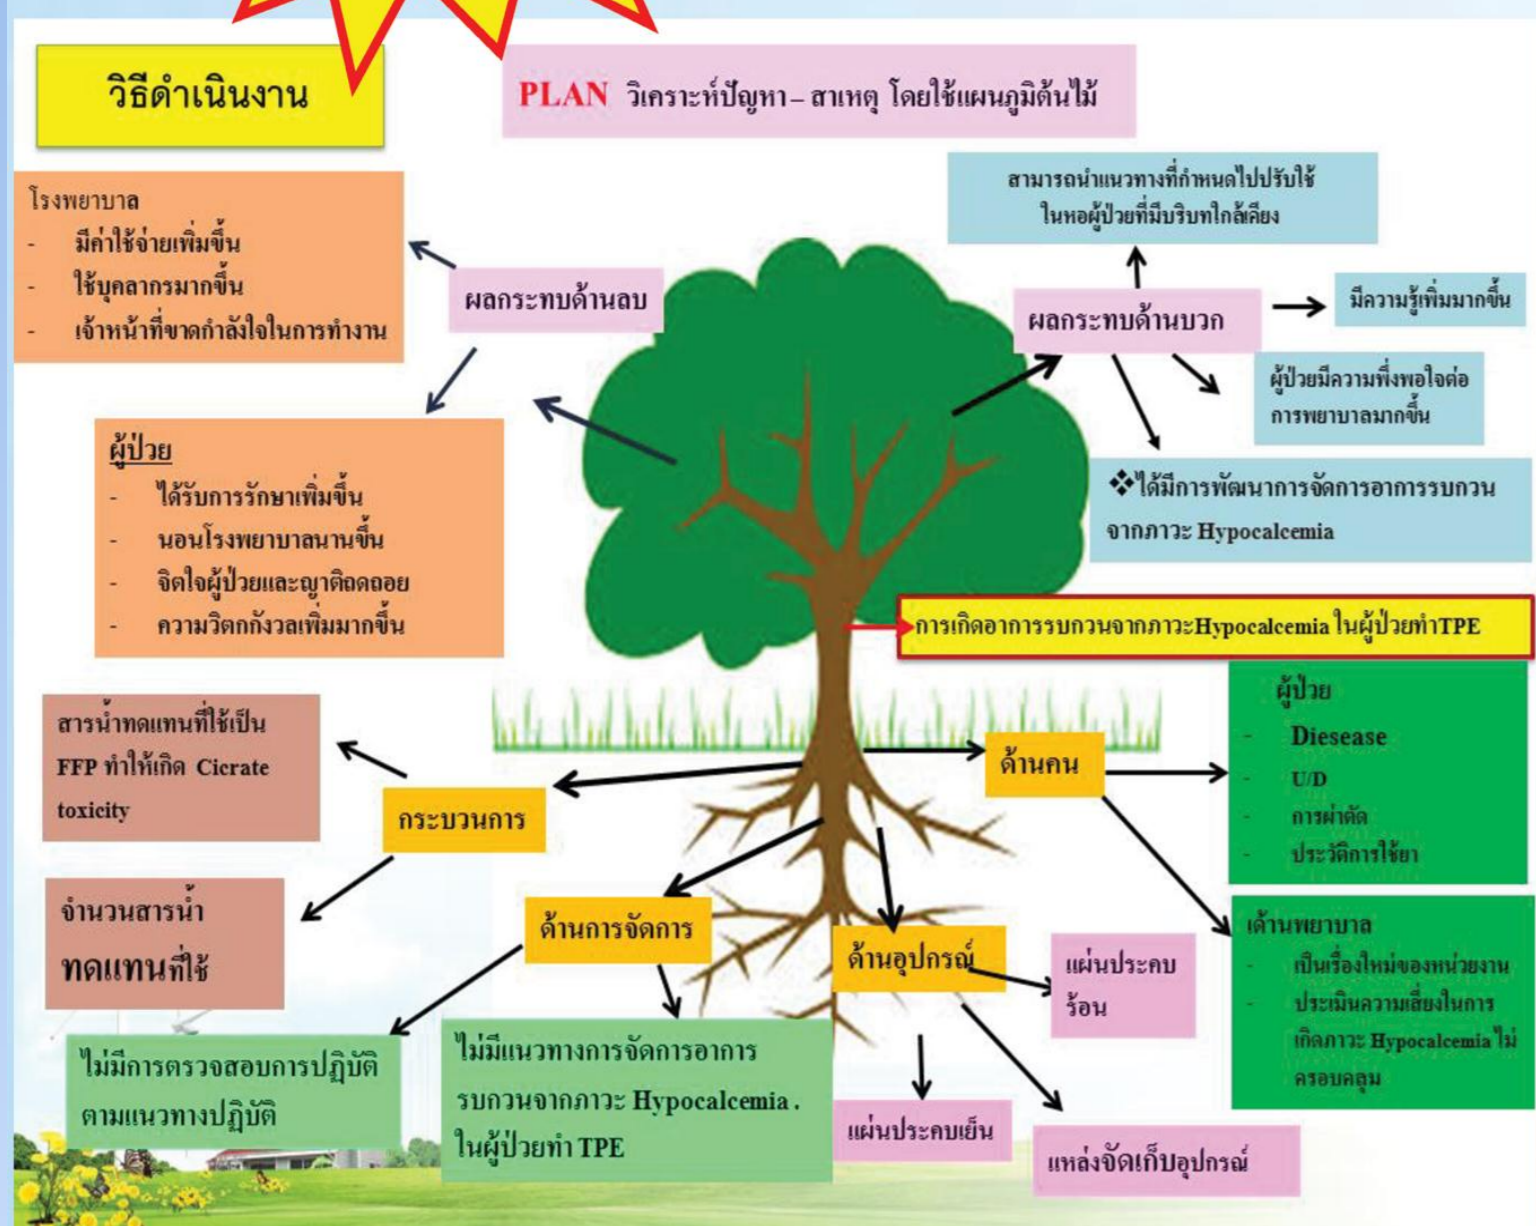 วิธีดำเนินงาน
PLAN วิเคราะห์ปัญหา – สาเหตุ โดยใช้แผนภูมิต้นไม้
โรงพยาบาล
- มีค่าใช้จ่ายเพิ่มขึ้น
- ใช้บุคลากรมากขึ้น
- เจ้าหน้าที่ขาดกำลังใจในการทำงาน
ผลกระทบด้านลบ
ผู้ป่วย
- ได้รับการรักษาเพิ่มขึ้น
- นอนโรงพยาบาลนานขึ้น
- จิตใจผู้ป่วยและญาติถดถอย
- ความวิตกกังวลเพิ่มมากขึ้น
สามารถนำแนวทางที่กำหนดไปปรับใช้
ในหอผู้ป่วยที่มีบริบทใกล้เคียง
ผลกระทบด้านบวก
มีความรู้เพิ่มมากขึ้น
ผู้ป่วยมีความพึ่งพอใจต่อ
การพยาบาลมากขึ้น
❖ได้มีการพัฒนาการจัดการอาการรบกวน
จากภาวะ Hypocalcemia
การเกิดอาการรบกวนจากภาวะHypocalcemia ในผู้ป่วยทำTPE
สารน้ำทดแทนที่ใช้เป็น
FFP ทำให้เกิด Cicrate
toxicity
กระบวนการ
จำนวนสารน้ำ
ทดแทนที่ใช้
ด้านการจัดการ
ไม่มีการตรวจสอบการปฏิบัติ
ตามแนวทางปฏิบัติ
ไม่มีแนวทางการจัดการอาการ
รบกวนจากภาวะ Hypocalcemia .
ในผู้ป่วยทำ TPE
ด้านอุปกรณ์
แผ่นประคบ
ร้อน
แผ่นประคบเย็น
แหล่งจัดเก็บอุปกรณ์
ด้านคน
ผู้ป่วย
- Diesease
- U/D
- การผ่าตัด
- ประวัติการใช้ยา
เด้านพยาบาล
- เป็นเรื่องใหม่ของหน่วยงาน
- ประเมินความเสี่ยงในการ
เกิดภาวะ Hypocalcemia ไม่
ครอบคลุม